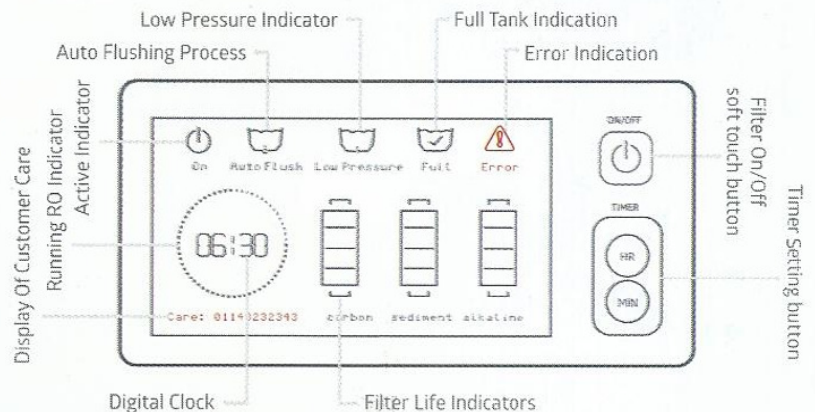 Low Pressure Indicator
Full Tank Indication
Auto Flushing Process
Error Indication
Active Indicator
Running RO Indicator
Display Of Customer Care
On
Auto Flush
Low Pressure
Full
Error
ON/OFF
Filter On/Off
soft touch button
06:30
TIMER
HR
MIN
Timer Setting button
Care: 01143232343
carbon
sediment
alkaline
Digital Clock
Filter Life Indicators